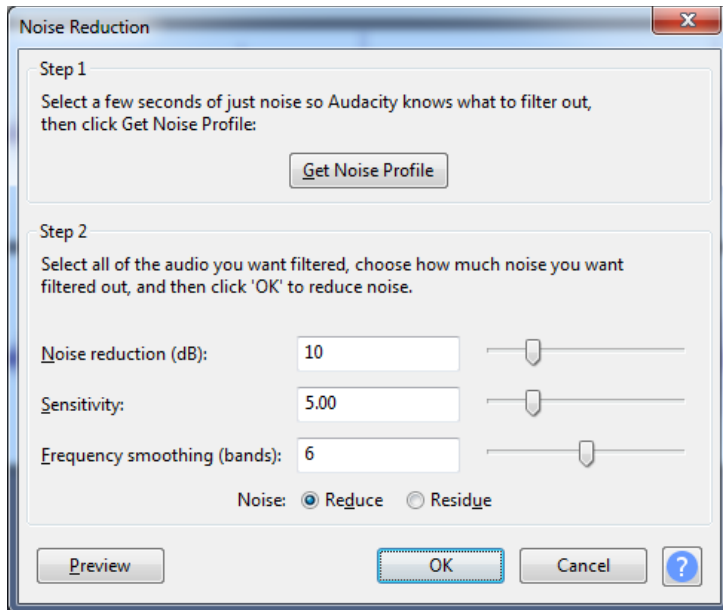 Noise Reduction
Step 1
Select a few seconds of just noise so Audacity knows what to filter out,
then click Get Noise Profile:
Get Noise Profile
Step 2
Select all of the audio you want filtered, choose how much noise you want
filtered out, and then click 'OK' to reduce noise.
Noise reduction (dB): 10
Sensitivity: 5.00
Frequency smoothing (bands): 6
Noise: Reduce Residue
Preview OK Cancel ?